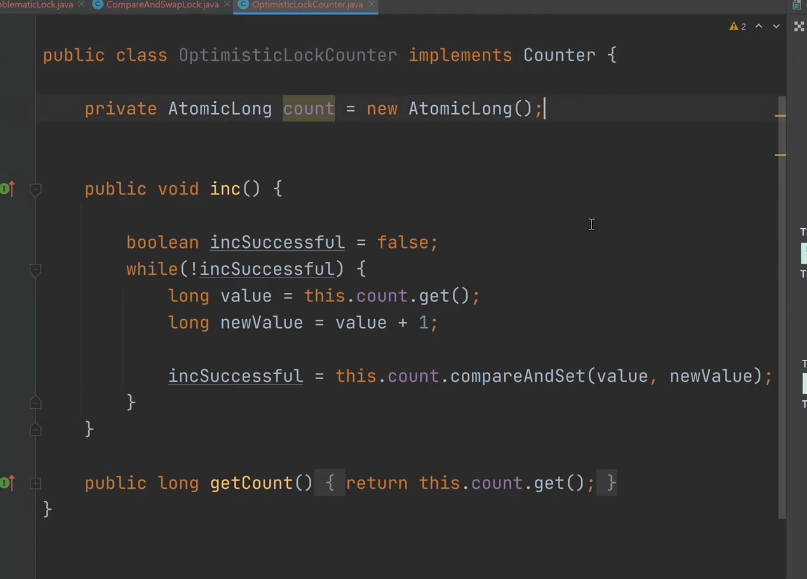 CompareAndSwapLock.java
OptimisticLockCounter.java
2
public class OptimisticLockCounter implements Counter {
private AtomicLong count = new AtomicLong();
public void inc() {
boolean incSuccessful = false;
while(!incSuccessful) {
long value = this.count.get();
long newValue = value + 1;
incSuccessful = this.count.compareAndSet(value, newValue);
}
}
public long getCount() { return this.count.get(); }
}